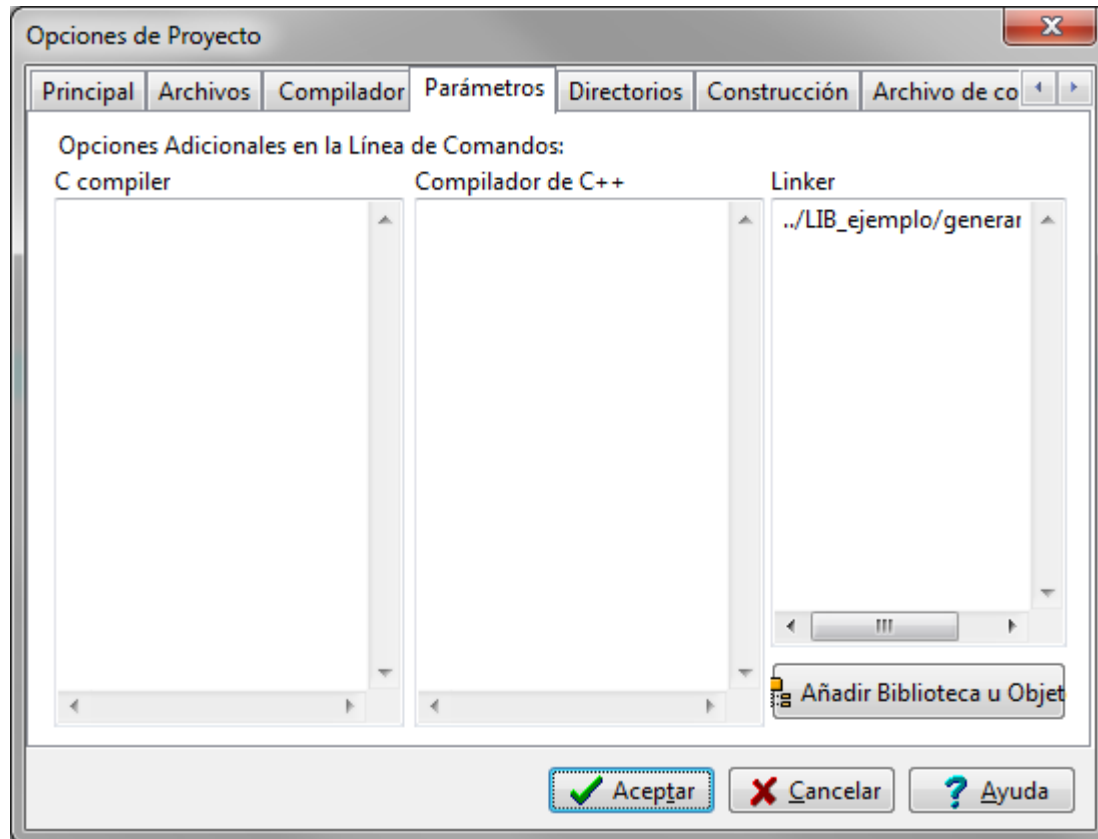 Opciones de Proyecto
Principal Archivos Compilador Parámetros Directorios Construcción Archivo de co
Opciones Adicionales en la Línea de Comandos:
C compiler Compilador de C++ Linker
../LIB_ejemplo/generar
Añadir Biblioteca u Objet
Aceptar Cancelar Ayuda